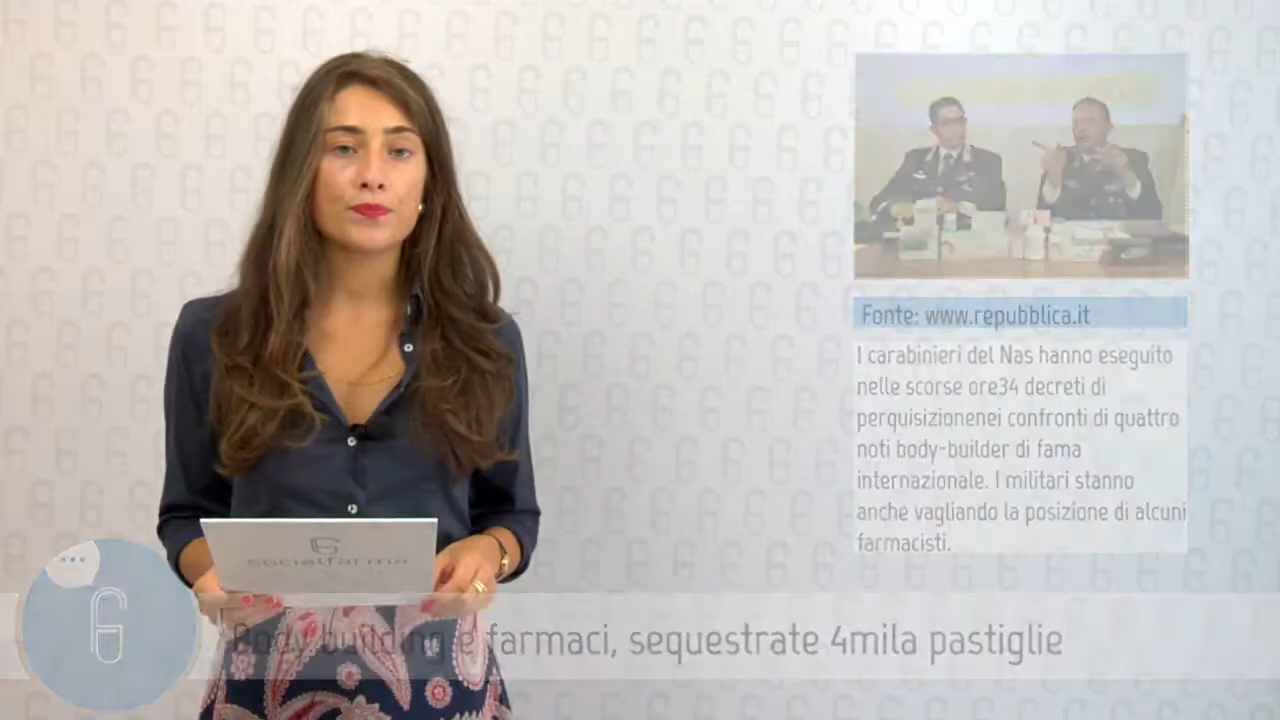 Fonte: www.repubblica.it
I carabinieri del Nas hanno eseguito
nelle scorse ore34 decreti di
perquisizionenei confronti di quattro
noti body-builder di fama
internazionale. I militari stanno
anche vagliando la posizione di alcuni
farmacisti.
socialfarma
Body building e farmaci, sequestrate 4mila pastiglie